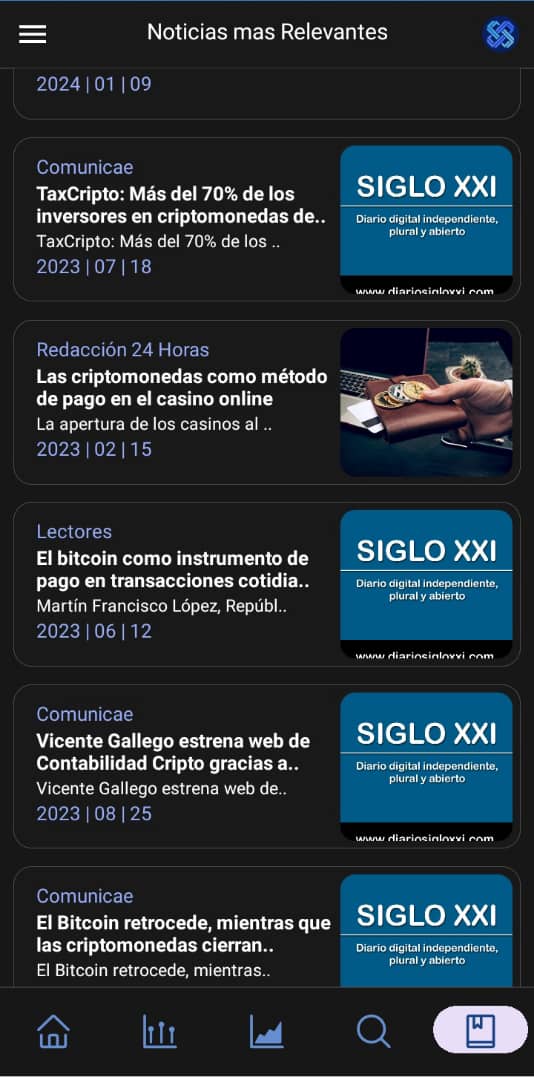 Noticias mas Relevantes
2024 | 01 | 09
Comunicae
TaxCripto: Más del 70% de los
inversores en criptomonedas de..
TaxCripto: Más del 70% de los ..
2023 | 07 | 18
SIGLO XXI
Diario digital independiente,
plural y abierto
www.diariosigloxxi.com
Redacción 24 Horas
Las criptomonedas como método
de pago en el casino online
La apertura de los casinos al ..
2023 | 02 | 15
Lectores
El bitcoin como instrumento de
pago en transacciones cotidia..
Martín Francisco López, Repúbl..
2023 | 06 | 12
SIGLO XXI
Diario digital independiente,
plural y abierto
www.diariosigloxxi.com
Comunicae
Vicente Gallego estrena web de
Contabilidad Cripto gracias a..
Vicente Gallego estrena web de..
2023 | 08 | 25
SIGLO XXI
Diario digital independiente,
plural y abierto
www.diariosigloxxi.com
Comunicae
El Bitcoin retrocede, mientras que
las criptomonedas cierran..
El Bitcoin retrocede, mientras..
SIGLO XXI
Diario digital independiente,
plural y abierto